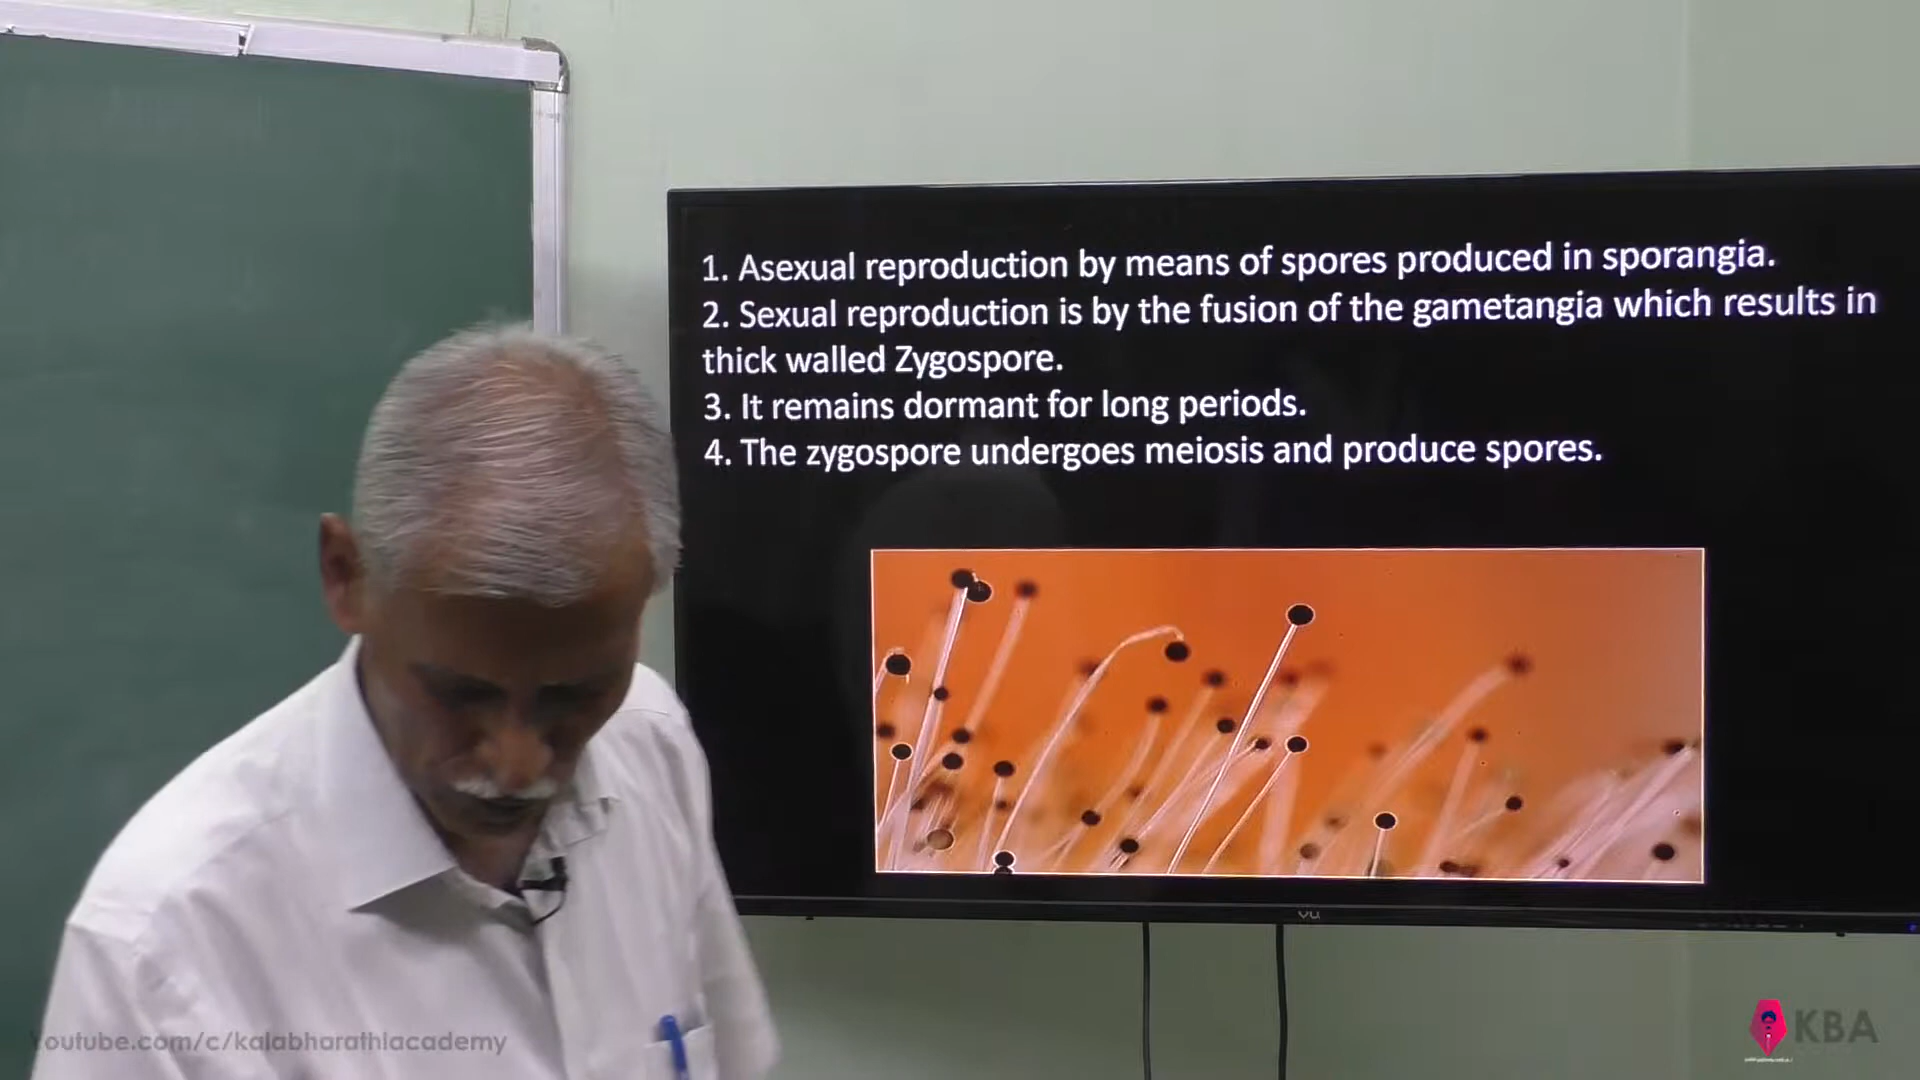 1. Asexual reproduction by means of spores produced in sporangia.
2. Sexual reproduction is by the fusion of the gametangia which results in
thick walled Zygospore.
3. It remains dormant for long periods.
4. The zygospore undergoes meiosis and produce spores.
vu
Youtube.com/c/kalabharathiacademy
KBA